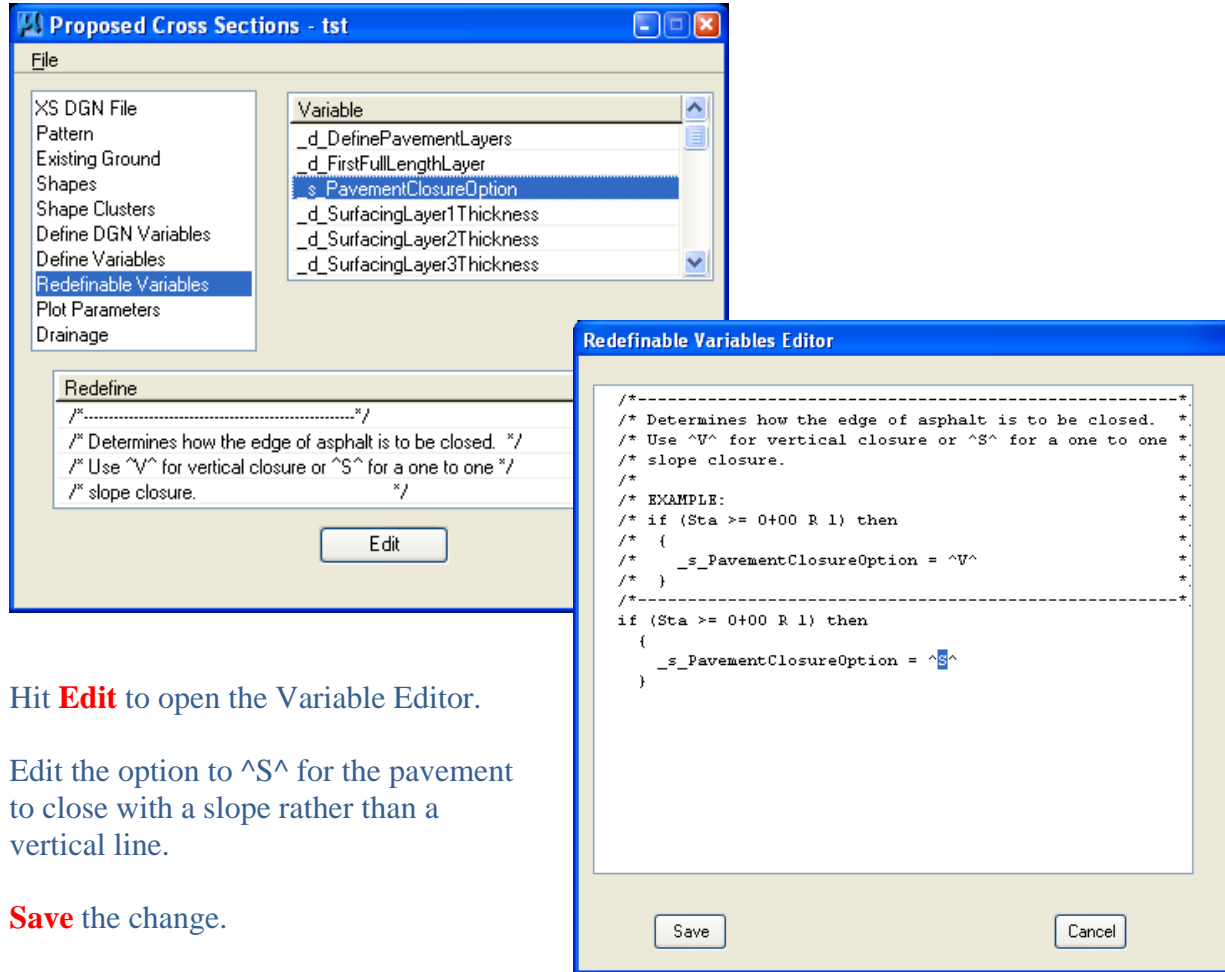 Proposed Cross Sections - tst
File
XS DGN File
Pattern
Existing Ground
Shapes
Shape Clusters
Define DGN Variables
Define Variables
Redefinable Variables
Plot Parameters
Drainage
Variable
_d_DefinePavementLayers
_d_FirstFullLengthLayer
_s_PavementClosureOption
_d_SurfacingLayer1Thickness
_d_SurfacingLayer2Thickness
_d_SurfacingLayer3Thickness
Redefine
/*----------------------------------------------------*/
/* Determines how the edge of asphalt is to be closed. */
/* Use ^V^ for vertical closure or ^S^ for a one to one */
/* slope closure. */
Edit
Redefinable Variables Editor
/*------------------------------------------------------*
/* Determines how the edge of asphalt is to be closed. *
/* Use ^V^ for vertical closure or ^S^ for a one to one *
/* slope closure. *
/* *
/* EXAMPLE: *
/* if (Sta >= 0+00 R 1) then *
/* { *
/* _s_PavementClosureOption = ^V^ *
/* } *
/*------------------------------------------------------*
if (Sta >= 0+00 R 1) then
{
_s_PavementClosureOption = ^S^
}
Save
Cancel
Hit Edit to open the Variable Editor.
Edit the option to ^S^ for the pavement
to close with a slope rather than a
vertical line.
Save the change.